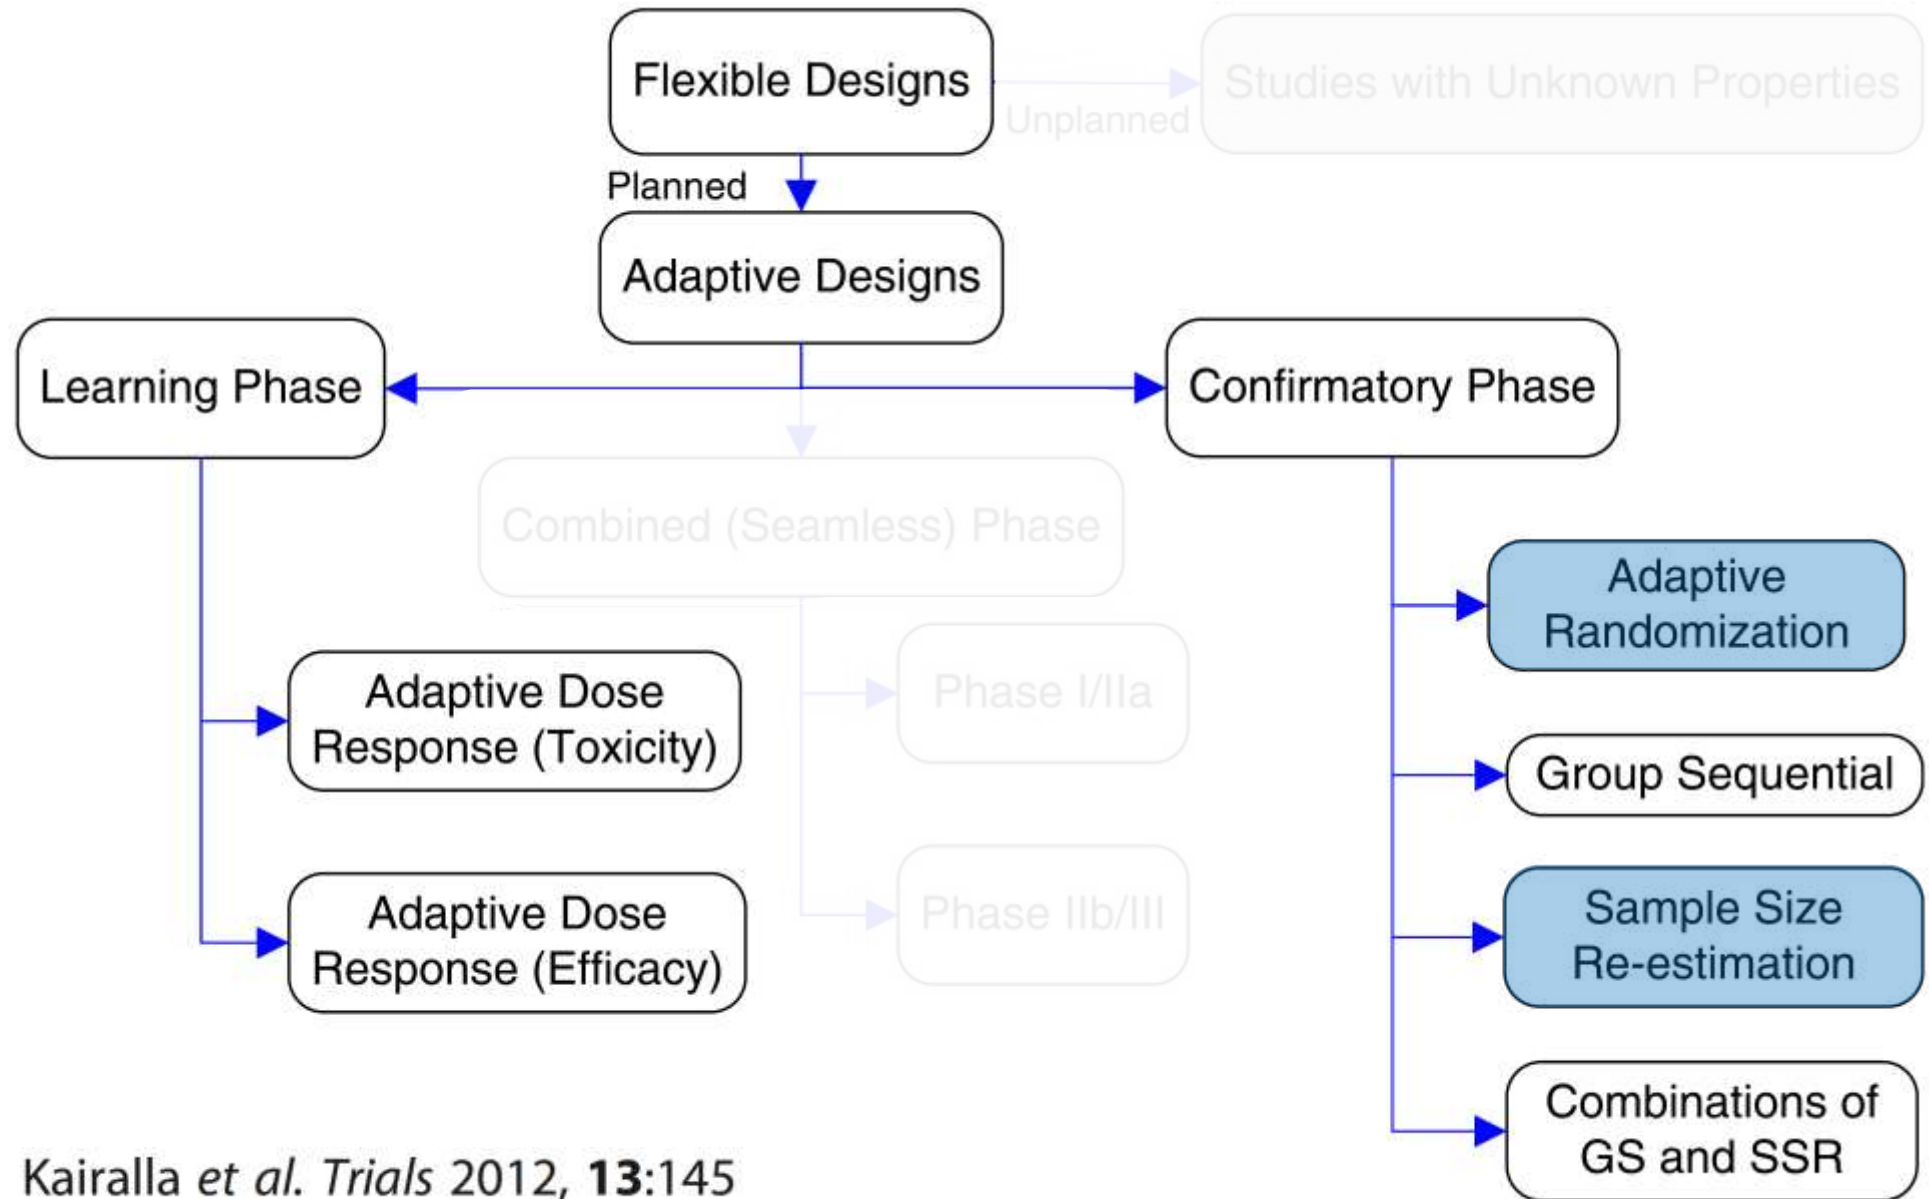 Flexible Designs
Studies with Unknown Properties
Unplanned
Planned
Adaptive Designs
Learning Phase
Confirmatory Phase
Combined (Seamless) Phase
Adaptive
Randomization
Adaptive Dose
Response (Toxicity)
Phase I/IIa
Group Sequential
Adaptive Dose
Response (Efficacy)
Phase IIb/III
Sample Size
Re-estimation
Combinations of
GS and SSR
Kairalla et al. Trials 2012, 13:145